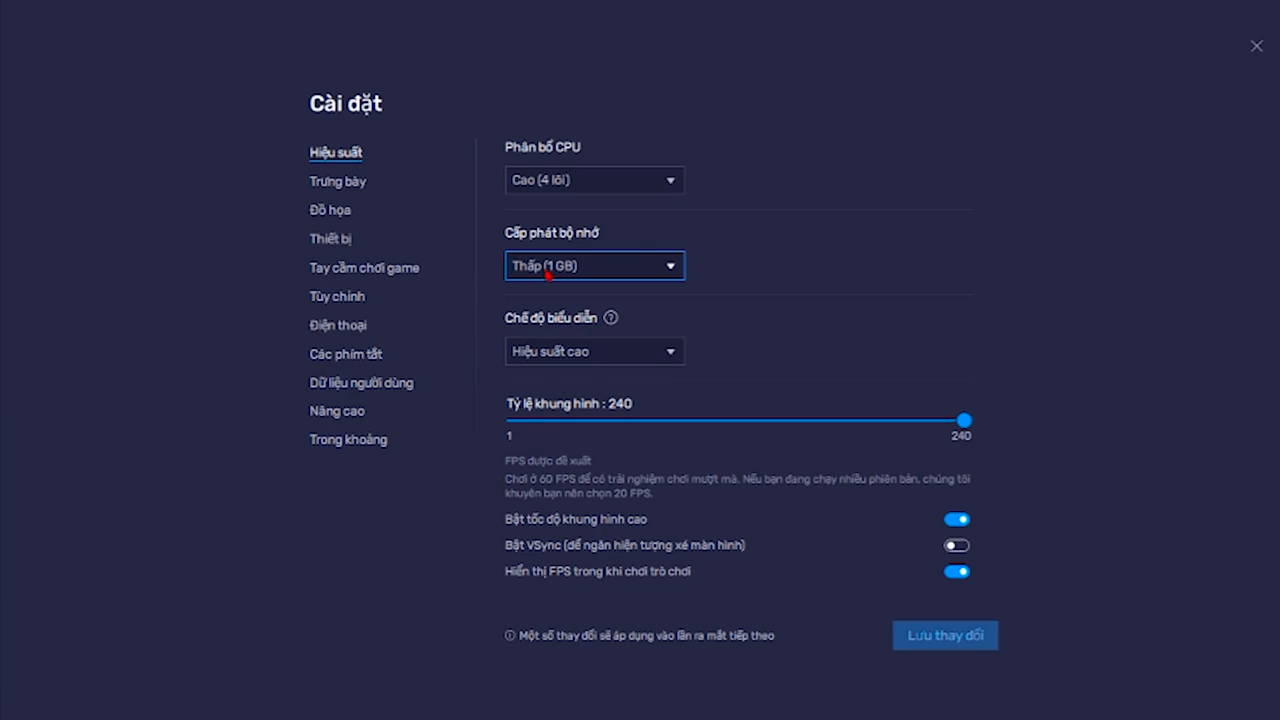 Cài đặt
Hiệu suất
Trưng bày
Đồ họa
Thiết bị
Tay cầm chơi game
Tùy chỉnh
Điện thoại
Các phím tắt
Dữ liệu người dùng
Nâng cao
Trong khoảng
Phân bổ CPU
Cao (4 lõi)
Cấp phát bộ nhớ
Thấp (1 GB)
Chế độ biểu diễn ?
Hiệu suất cao
Tỷ lệ khung hình : 240
1
240
FPS được đề xuất
Chơi ở 60 FPS để có trải nghiệm chơi mượt mà. Nếu bạn đang chạy nhiều phiên bản, chúng tôi
khuyên bạn nên chọn 20 FPS.
Bật tốc độ khung hình cao
Bật VSync (để ngăn hiện tượng xé màn hình)
Hiển thị FPS trong khi chơi trò chơi
Một số thay đổi sẽ áp dụng vào lần ra mắt tiếp theo
Lưu thay đổi